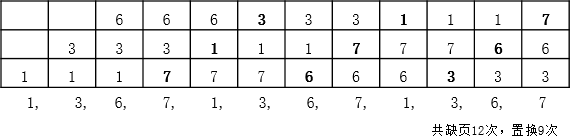 6 6 6 3 3 3 1 1 1 7
3 3 3 1 1 1 7 7 7 6 6
1 1 1 7 7 7 6 6 6 3 3 3
1, 3, 6, 7, 1, 3, 6, 7, 1, 3, 6, 7
共缺页12次，置换9次